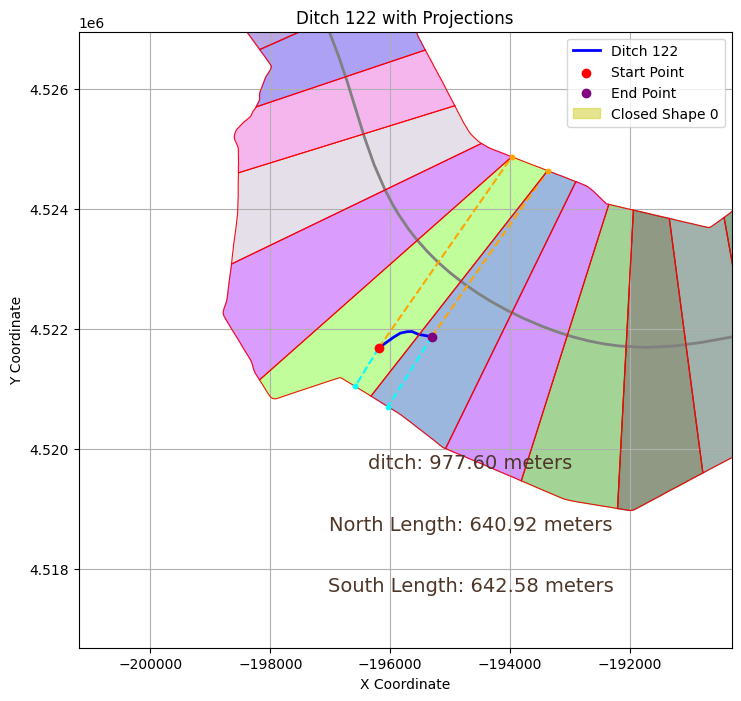 Ditch 122 with Projections
1e6
Ditch 122
Start Point
End Point
Closed Shape 0
4.526
4.524
4.522
4.520
4.518
Y Coordinate
ditch: 977.60 meters
North Length: 640.92 meters
South Length: 642.58 meters
−200000 −198000 −196000 −194000 −192000
X Coordinate